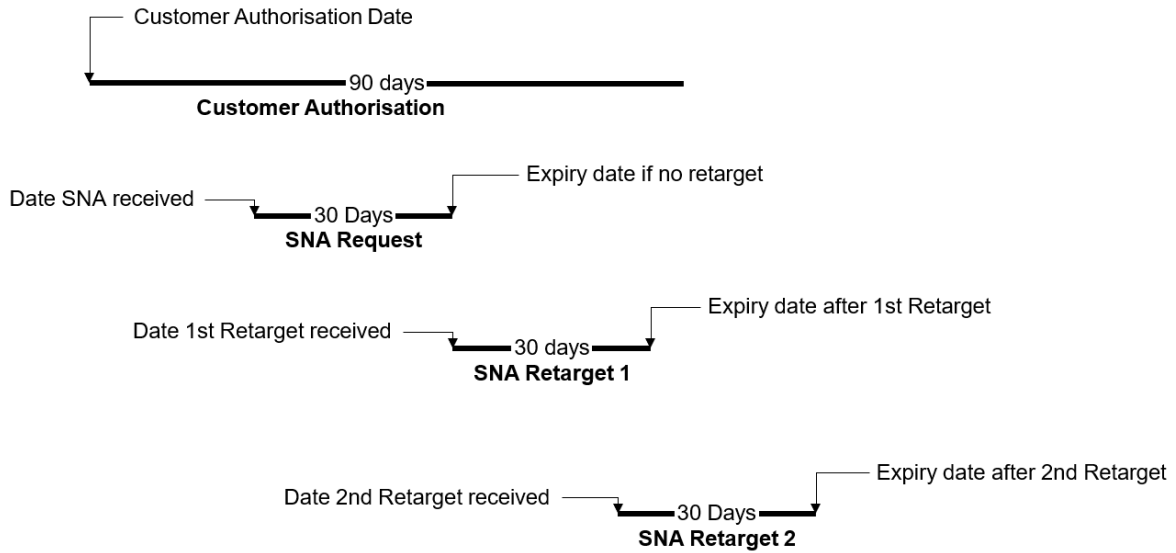 Customer Authorisation Date
90 days
Customer Authorisation
Expiry date if no retarget
Date SNA received
30 Days
SNA Request
Expiry date after 1st Retarget
Date 1st Retarget received
30 days
SNA Retarget 1
Expiry date after 2nd Retarget
Date 2nd Retarget received
30 Days
SNA Retarget 2